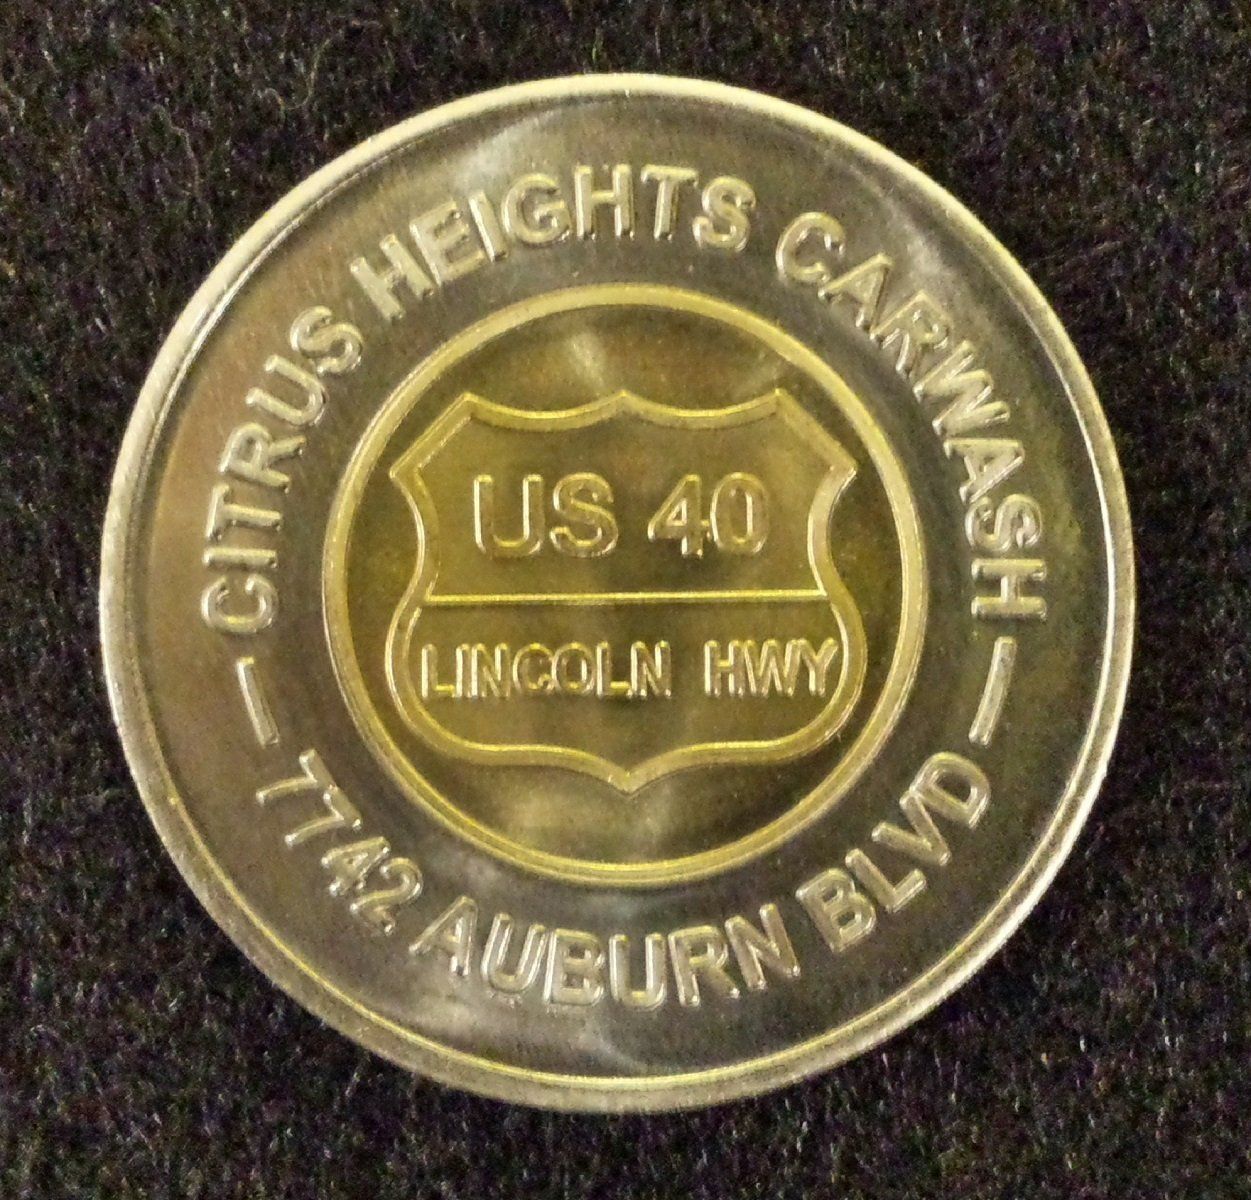 CITRUS HEIGHTS CARWASH
US 40
LINCOLN HWY
— 7742 AUBURN BLVD —